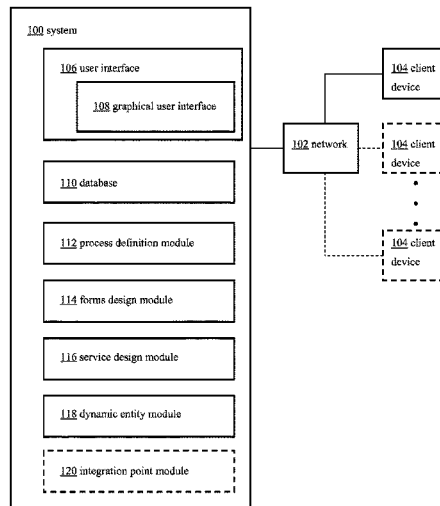 100 system
106 user interface
108 graphical user interface
110 database
112 process definition module
114 forms design module
116 service design module
118 dynamic entity module
120 integration point module
102 network
104 client
device
104 client
device
104 client
device